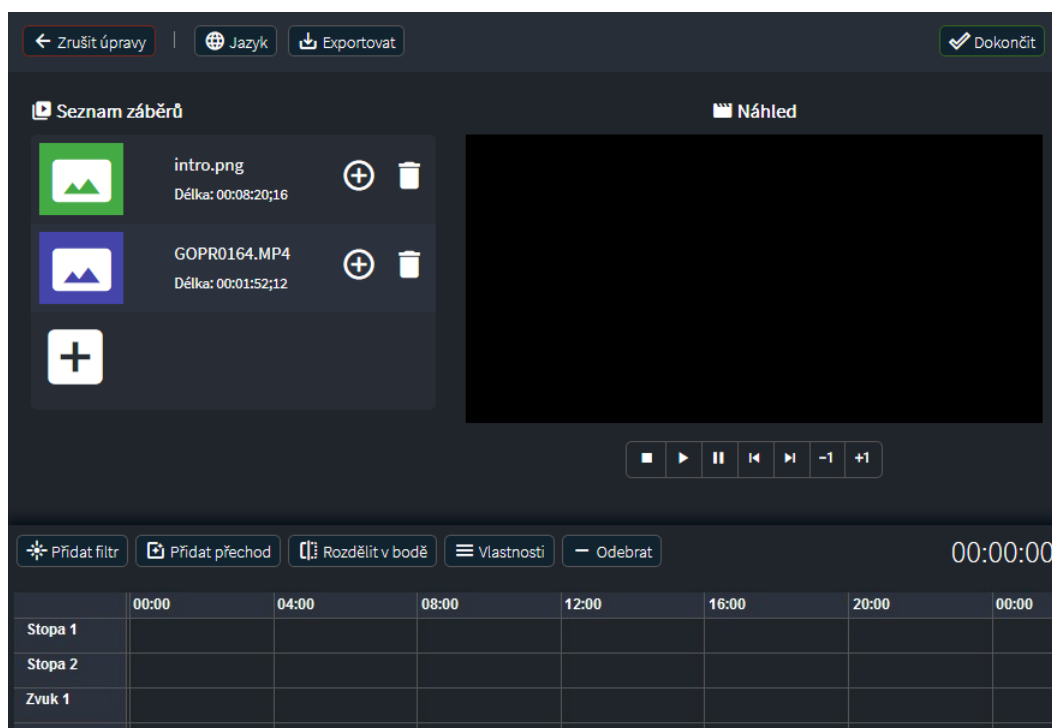 Zrušit úpravy | Jazyk Exportovat Dokončit
Seznam záběrů
Náhled
intro.png
Délka: 00:08:20;16
GOPR0164.MP4
Délka: 00:01:52;12
-1 +1
Přidat filtr Přidat přechod Rozdělit v bodě Vlastnosti Odebrat 00:00:00
00:00 04:00 08:00 12:00 16:00 20:00 00:00
Stopa 1
Stopa 2
Zvuk 1